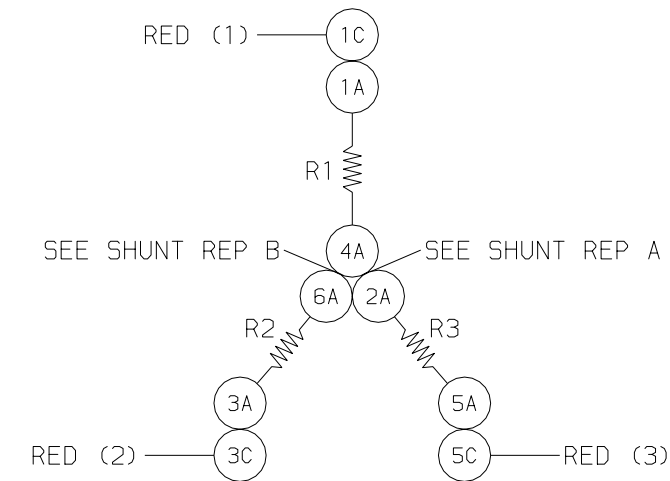 RED (1)
1C
1A
R1
SEE SHUNT REP B
4A
SEE SHUNT REP A
6A
2A
R2
R3
3A
5A
RED (2)
3C
5C
RED (3)